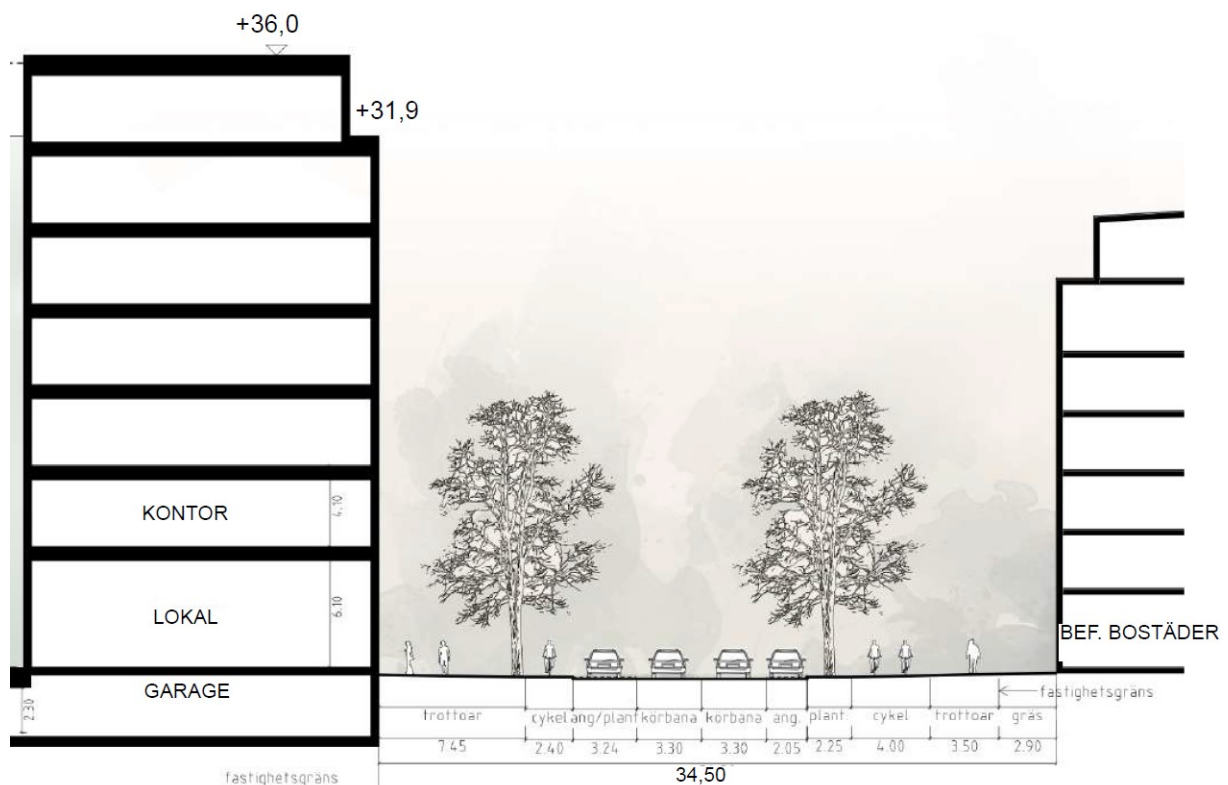 +36,0
+31,9
KONTOR
4.10
LOKAL
6.10
BEF. BOSTÄDER
GARAGE
2.30
fastighetsgräns
trottoar cykel ang/plant körbana körbana ang. plant. cykel trottoar gräs
7.45 2.40 3.24 3.30 3.30 2.05 2.25 4.00 3.50 2.90
34,50
fastighetsgräns